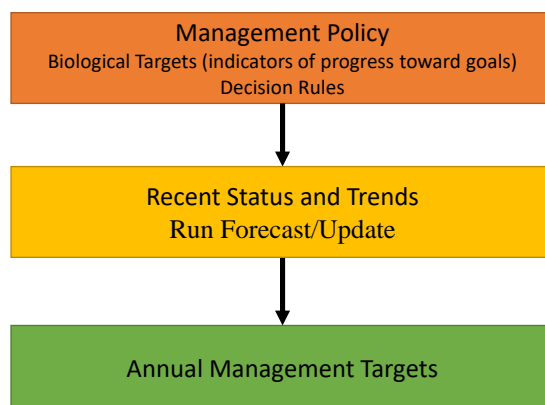 Management Policy
Biological Targets (indicators of progress toward goals)
Decision Rules
Recent Status and Trends
Run Forecast/Update
Annual Management Targets